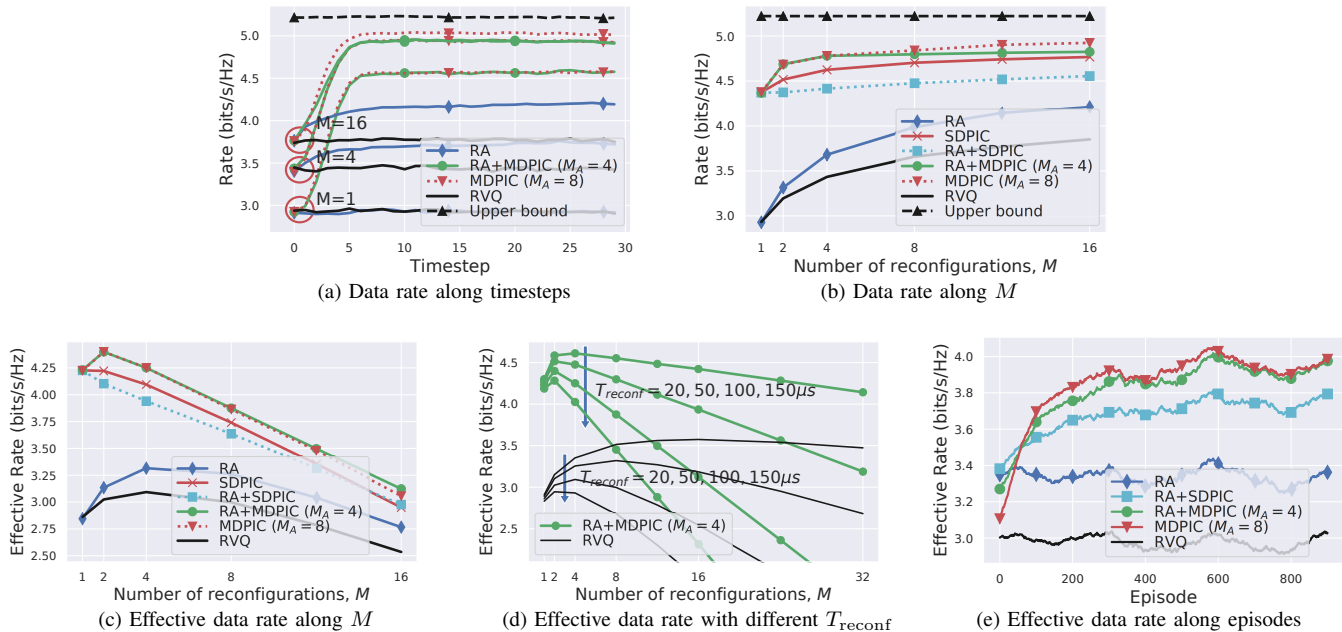 Rate (bits/s/Hz)
5.0
4.5
4.0
3.5
3.0
M=16
M=4
M=1
RA
RA+MDPIC (M_A = 4)
MDPIC (M_A = 8)
RVQ
Upper bound
0 5 10 15 20 25 30
Timestep
(a) Data rate along timesteps
Rate (bits/s/Hz)
5.0
4.5
4.0
3.5
3.0
RA
SDPIC
RA+SDPIC
RA+MDPIC (M_A = 4)
MDPIC (M_A = 8)
RVQ
Upper bound
1 2 4 8 16
Number of reconfigurations, M
(b) Data rate along M
Effective Rate (bits/s/Hz)
4.25
4.00
3.75
3.50
3.25
3.00
2.75
2.50
RA
SDPIC
RA+SDPIC
RA+MDPIC (M_A = 4)
MDPIC (M_A = 8)
RVQ
1 2 4 8 16
Number of reconfigurations, M
(c) Effective data rate along M
Effective Rate (bits/s/Hz)
4.5
4.0
3.5
3.0
2.5
T_reconf = 20, 50, 100, 150μs
T_reconf = 20, 50, 100, 150μs
RA+MDPIC (M_A = 4)
RVQ
1 2 4 8 16 32
Number of reconfigurations, M
(d) Effective data rate with different T_reconf
Effective Rate (bits/s/Hz)
4.0
3.8
3.6
3.4
3.2
3.0
RA
RA+SDPIC
RA+MDPIC (M_A = 4)
MDPIC (M_A = 8)
RVQ
0 200 400 600 800
Episode
(e) Effective data rate along episodes